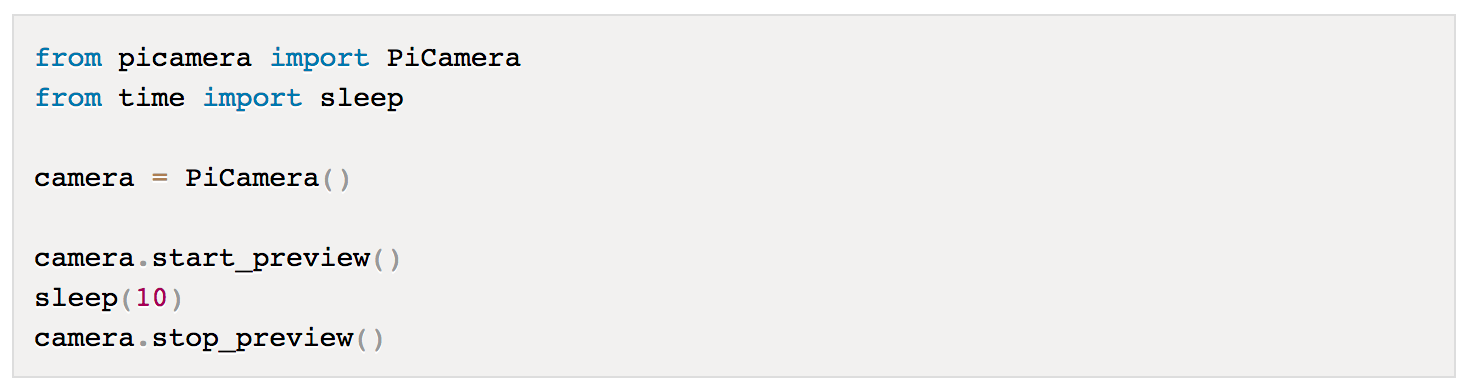 from picamera import PiCamera
from time import sleep

camera = PiCamera()

camera.start_preview()
sleep(10)
camera.stop_preview()